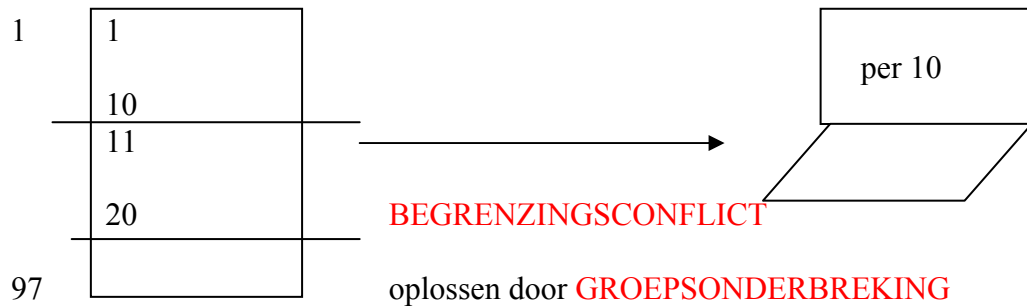 1
1
per 10
10
11
20
BEGRENZINGSCONFLICT
97
oplossen door GROEPSONDERBREKING